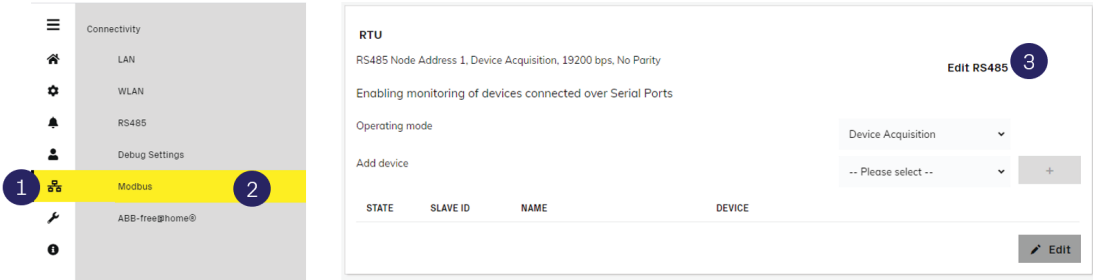 Connectivity
LAN
WLAN
RS485
Debug Settings
1
Modbus
2
ABB-free@home®
RTU
RS485 Node Address 1, Device Acquisition, 19200 bps, No Parity
Edit RS485
3
Enabling monitoring of devices connected over Serial Ports
Operating mode
Device Acquisition
Add device
-- Please select --
+
STATE SLAVE ID NAME DEVICE
Edit